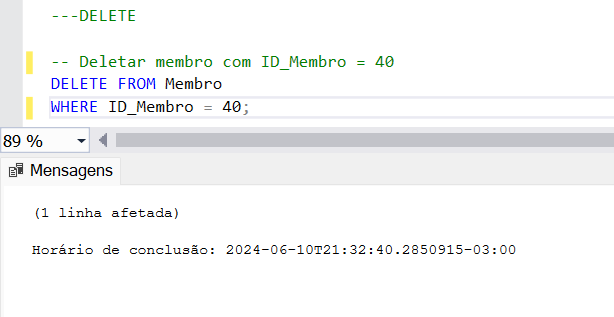 ---DELETE
-- Deletar membro com ID_Membro = 40
DELETE FROM Membro
WHERE ID_Membro = 40;
89 %
Mensagens
(1 linha afetada)
Horário de conclusão: 2024-06-10T21:32:40.2850915-03:00